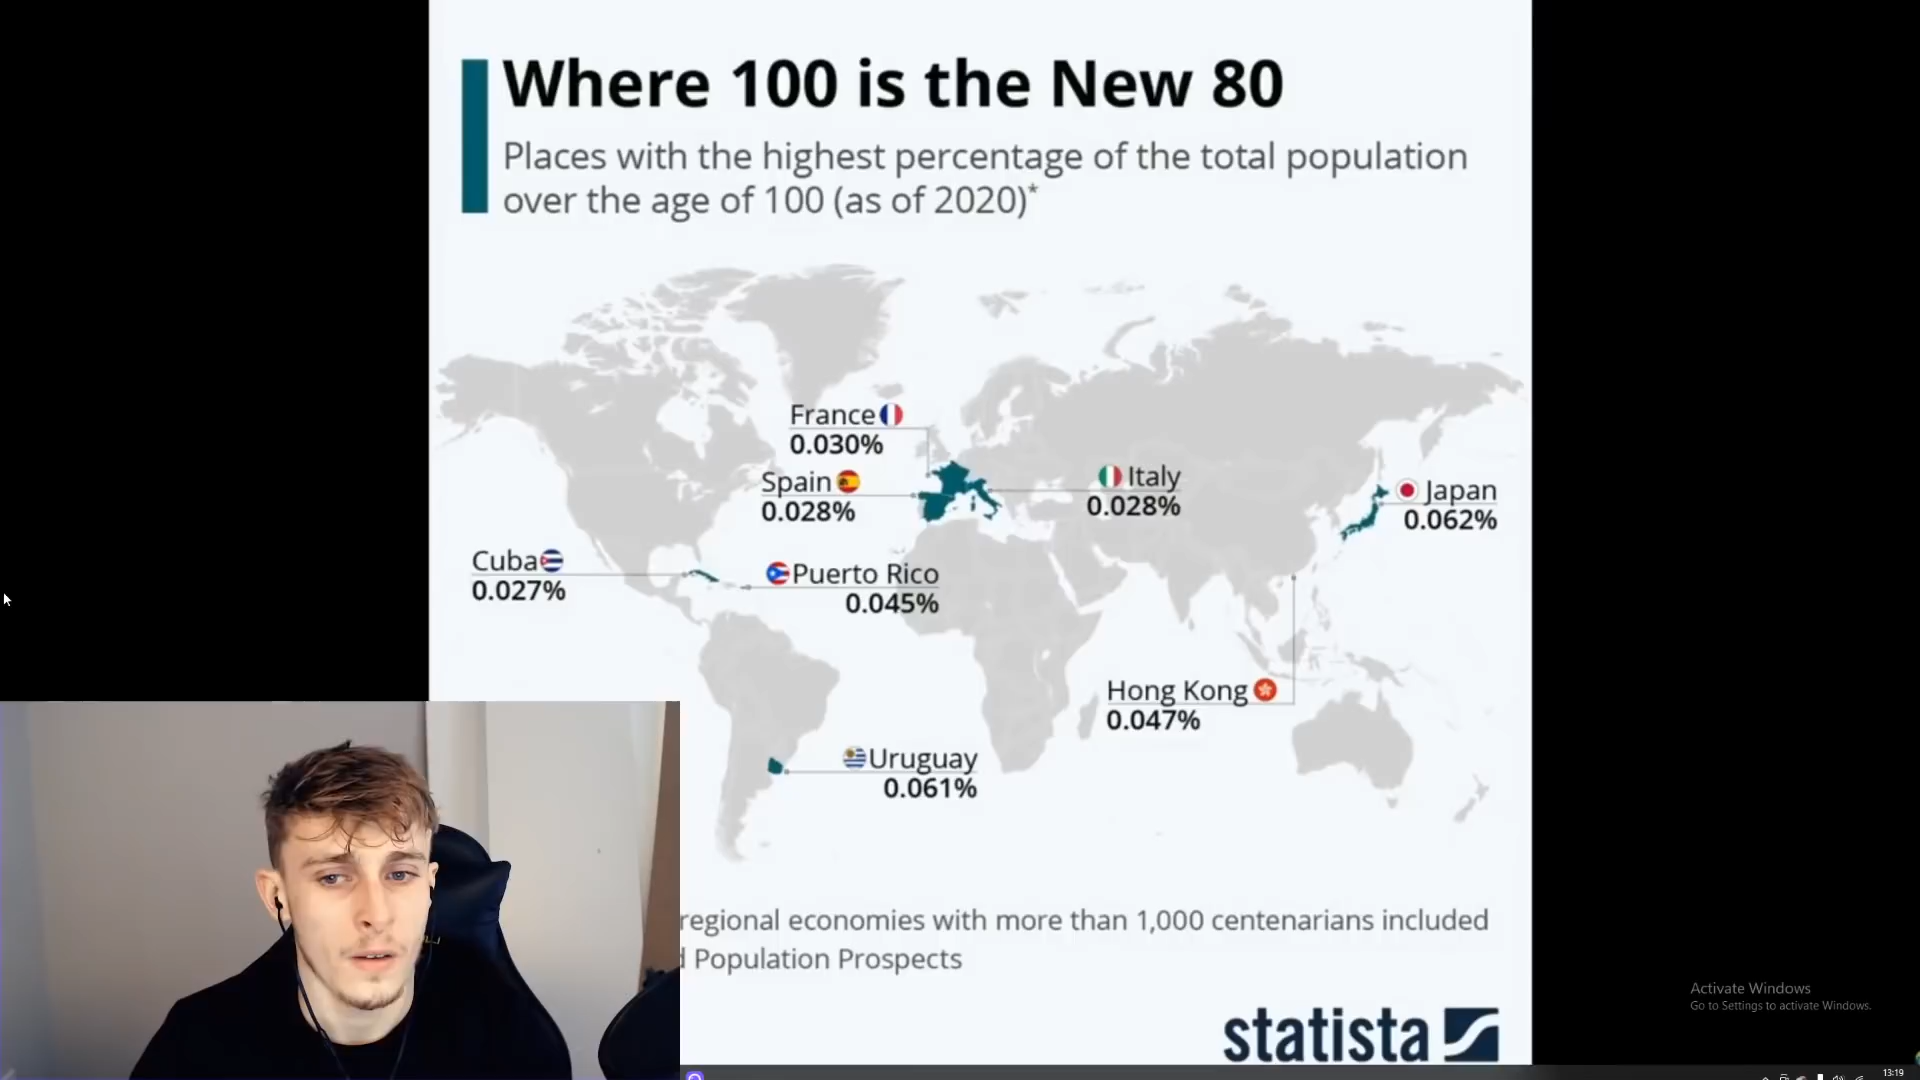 Where 100 is the New 80
Places with the highest percentage of the total population
over the age of 100 (as of 2020)*
France
0.030%
Spain
0.028%
Italy
0.028%
Japan
0.062%
Cuba
0.027%
Puerto Rico
0.045%
Hong Kong
0.047%
Uruguay
0.061%
regional economies with more than 1,000 centenarians included
Population Prospects
statista
Activate Windows
Go to Settings to activate Windows.
13:19